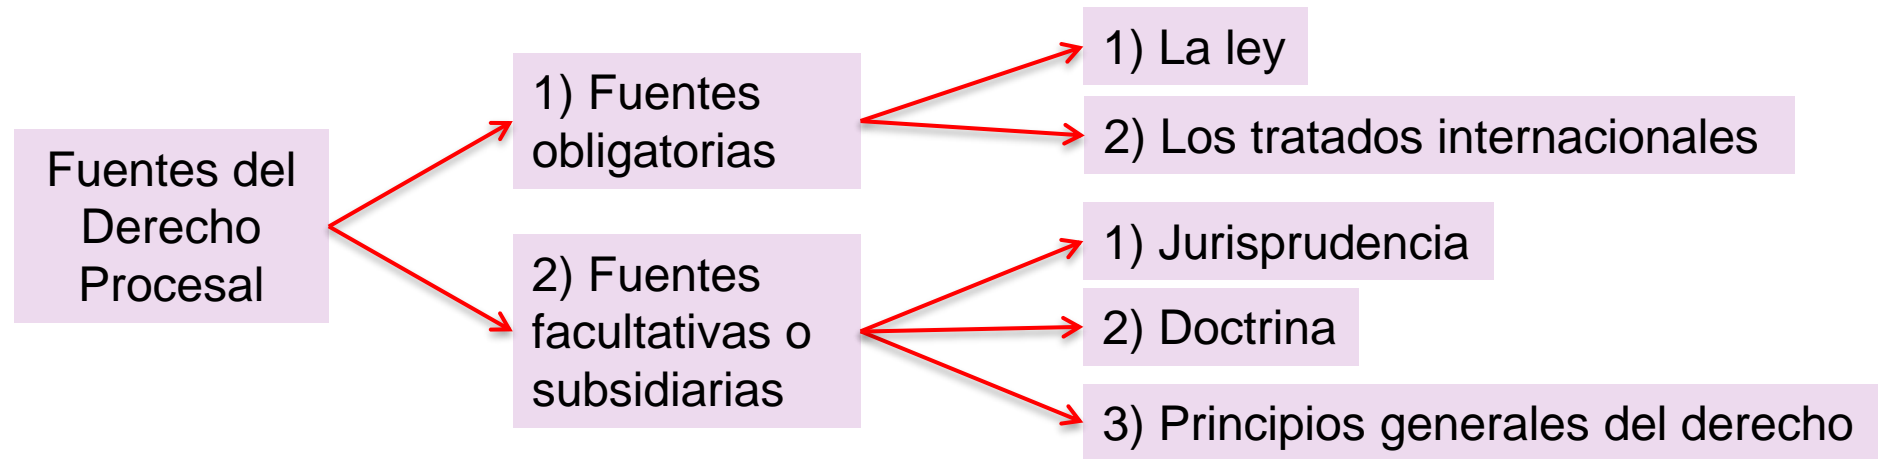 Fuentes del
Derecho
Procesal
1) Fuentes
obligatorias
1) La ley
2) Los tratados internacionales
2) Fuentes
facultativas o
subsidiarias
1) Jurisprudencia
2) Doctrina
3) Principios generales del derecho